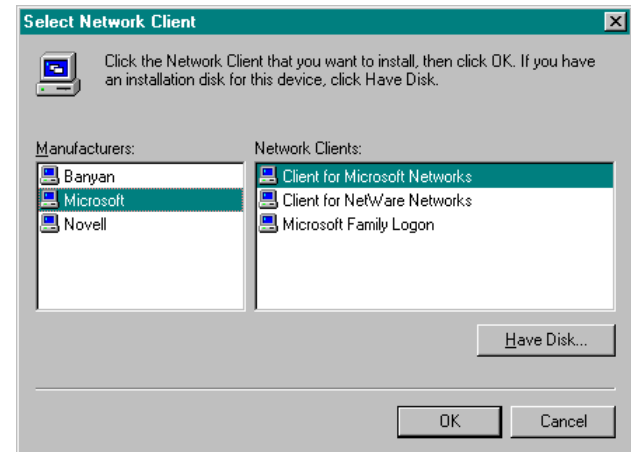 Select Network Client
Click the Network Client that you want to install, then click OK. If you have
an installation disk for this device, click Have Disk.
Manufacturers:
Banyan
Microsoft
Novell
Network Clients:
Client for Microsoft Networks
Client for NetWare Networks
Microsoft Family Logon
Have Disk...
OK
Cancel